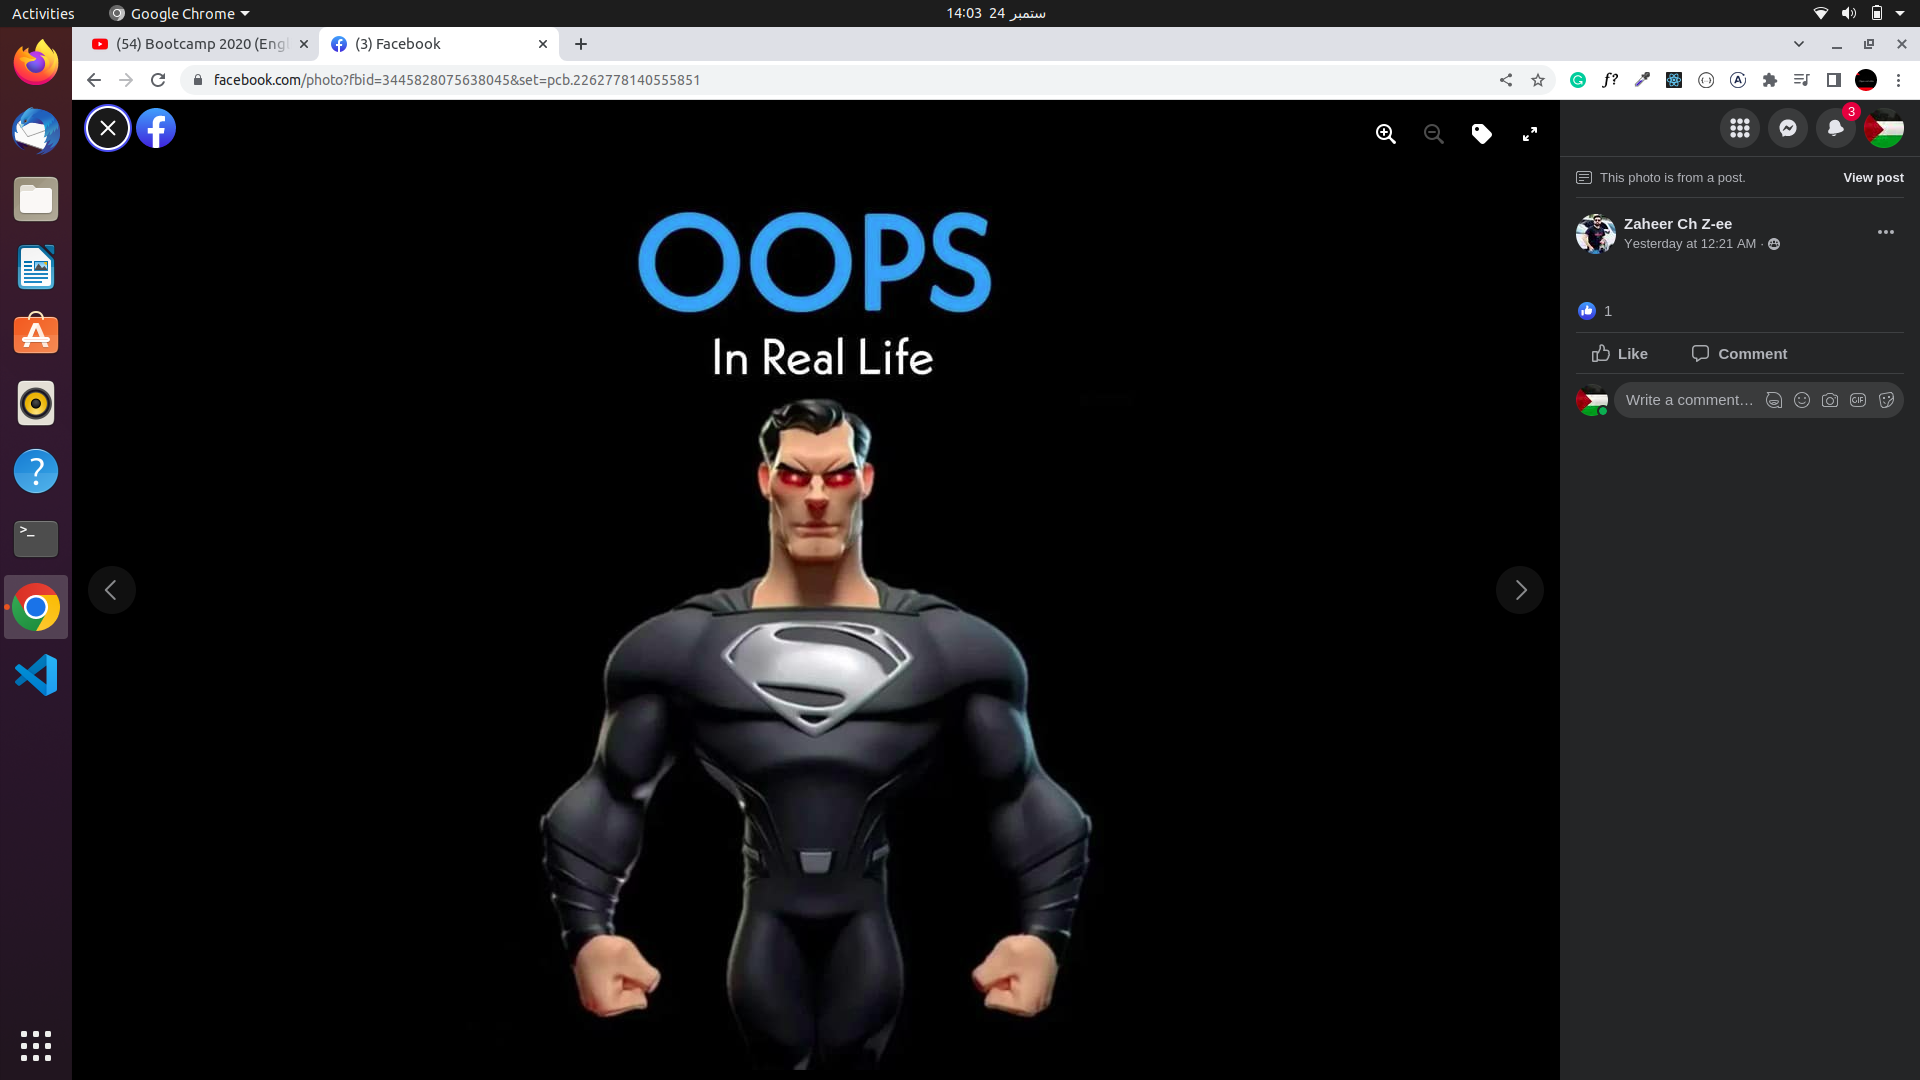 Activities
Google Chrome
14:03 24 ستمبر
(54) Bootcamp 2020 (Engl
(3) Facebook
facebook.com/photo?fbid=3445828075638045&set=pcb.2262778140555851
3
This photo is from a post.
View post
OOPS
In Real Life
Zaheer Ch Z-ee
Yesterday at 12:21 AM ·
1
Like
Comment
Write a comment…
GIF